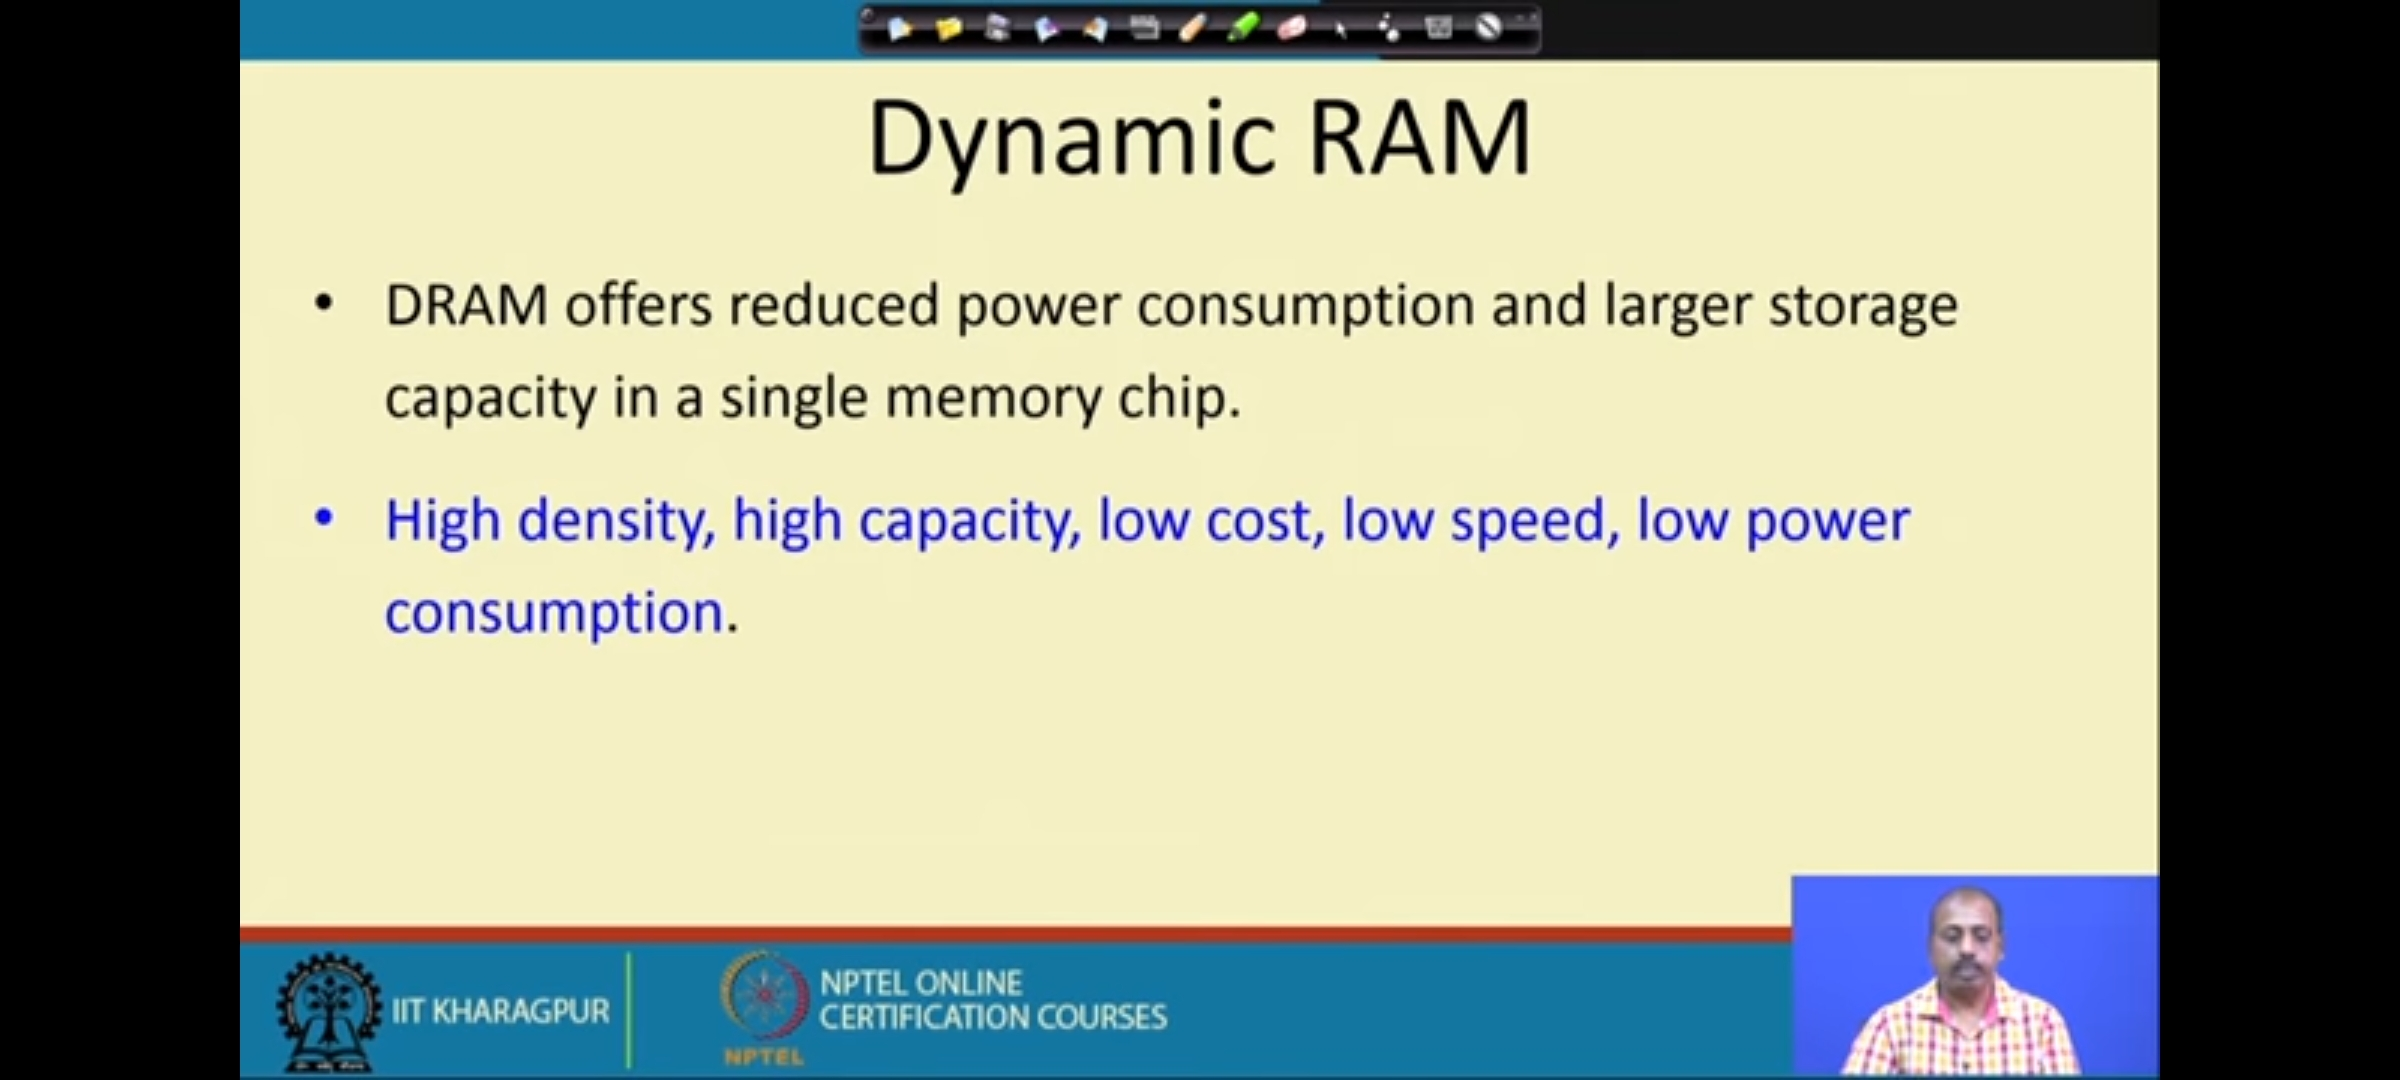 Dynamic RAM
• DRAM offers reduced power consumption and larger storage
capacity in a single memory chip.
• High density, high capacity, low cost, low speed, low power
consumption.
IIT KHARAGPUR
NPTEL
NPTEL ONLINE
CERTIFICATION COURSES